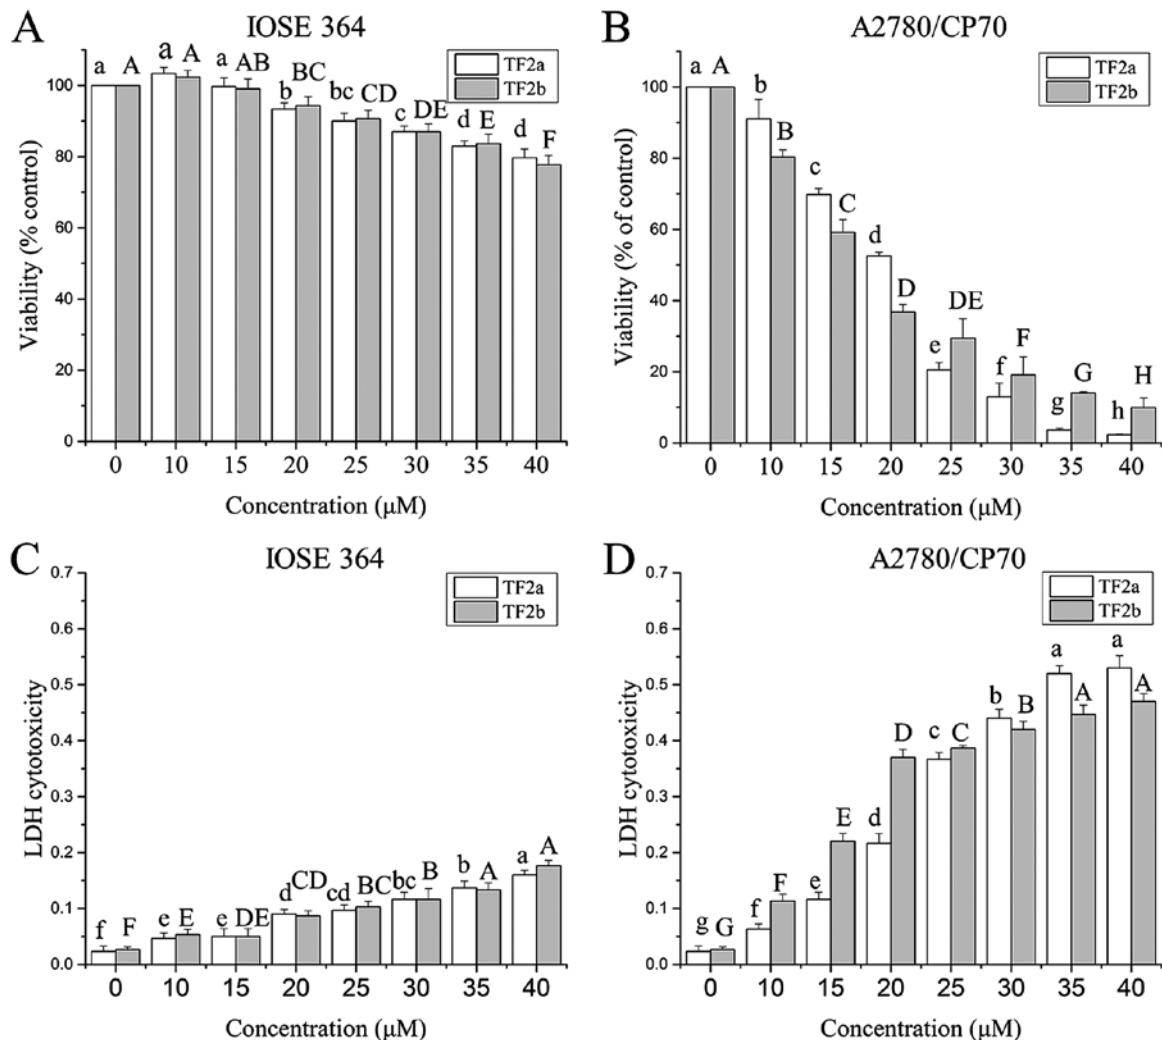 A
IOSE 364
TF2a
TF2b
Viability (% control)
100
80
60
40
20
0
a A a A a AB b BC bc CD c DE d E d F
0 10 15 20 25 30 35 40
Concentration (μM)
B
A2780/CP70
TF2a
TF2b
Viability (% of control)
100
80
60
40
20
0
a A b B c C d D e DE f F g G h H
0 10 15 20 25 30 35 40
Concentration (μM)
C
IOSE 364
TF2a
TF2b
LDH cytotoxicity
0.7
0.6
0.5
0.4
0.3
0.2
0.1
0.0
f F e E e DE d CD cd BC bc B b A a A
0 10 15 20 25 30 35 40
Concentration (μM)
D
A2780/CP70
TF2a
TF2b
LDH cytotoxicity
0.7
0.6
0.5
0.4
0.3
0.2
0.1
0.0
g G f F e E d D c C b B a A a A
0 10 15 20 25 30 35 40
Concentration (μM)